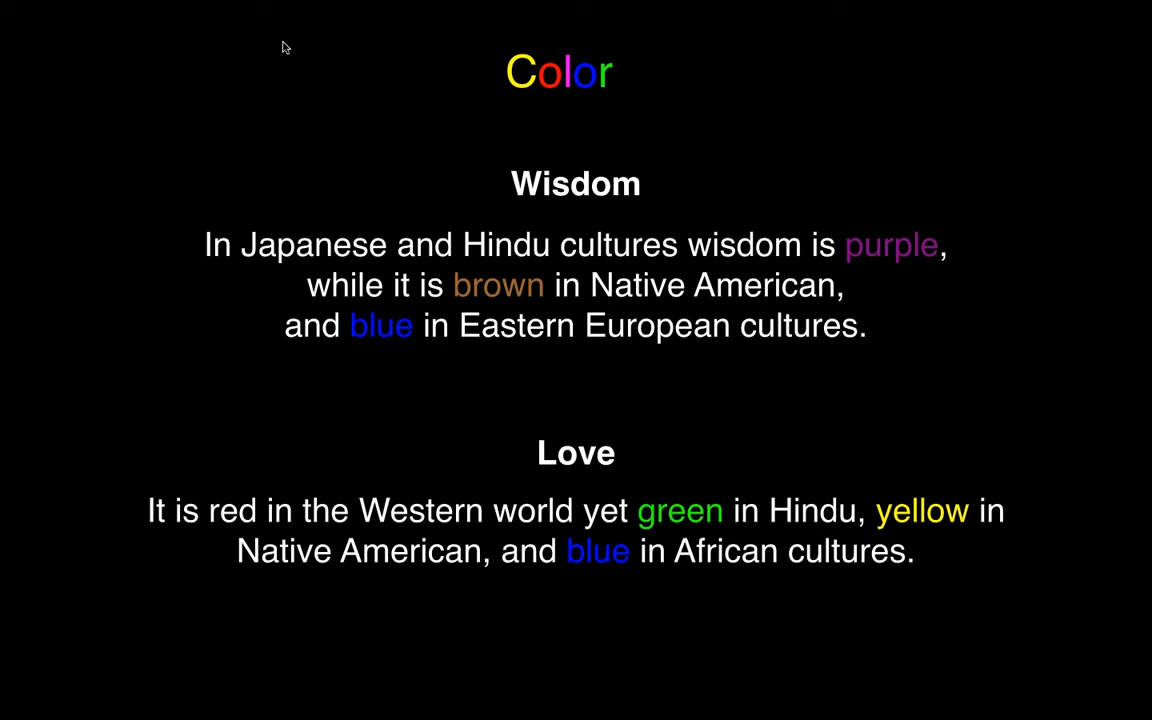 Color
Wisdom
In Japanese and Hindu cultures wisdom is purple,
while it is brown in Native American,
and blue in Eastern European cultures.
Love
It is red in the Western world yet green in Hindu, yellow in
Native American, and blue in African cultures.